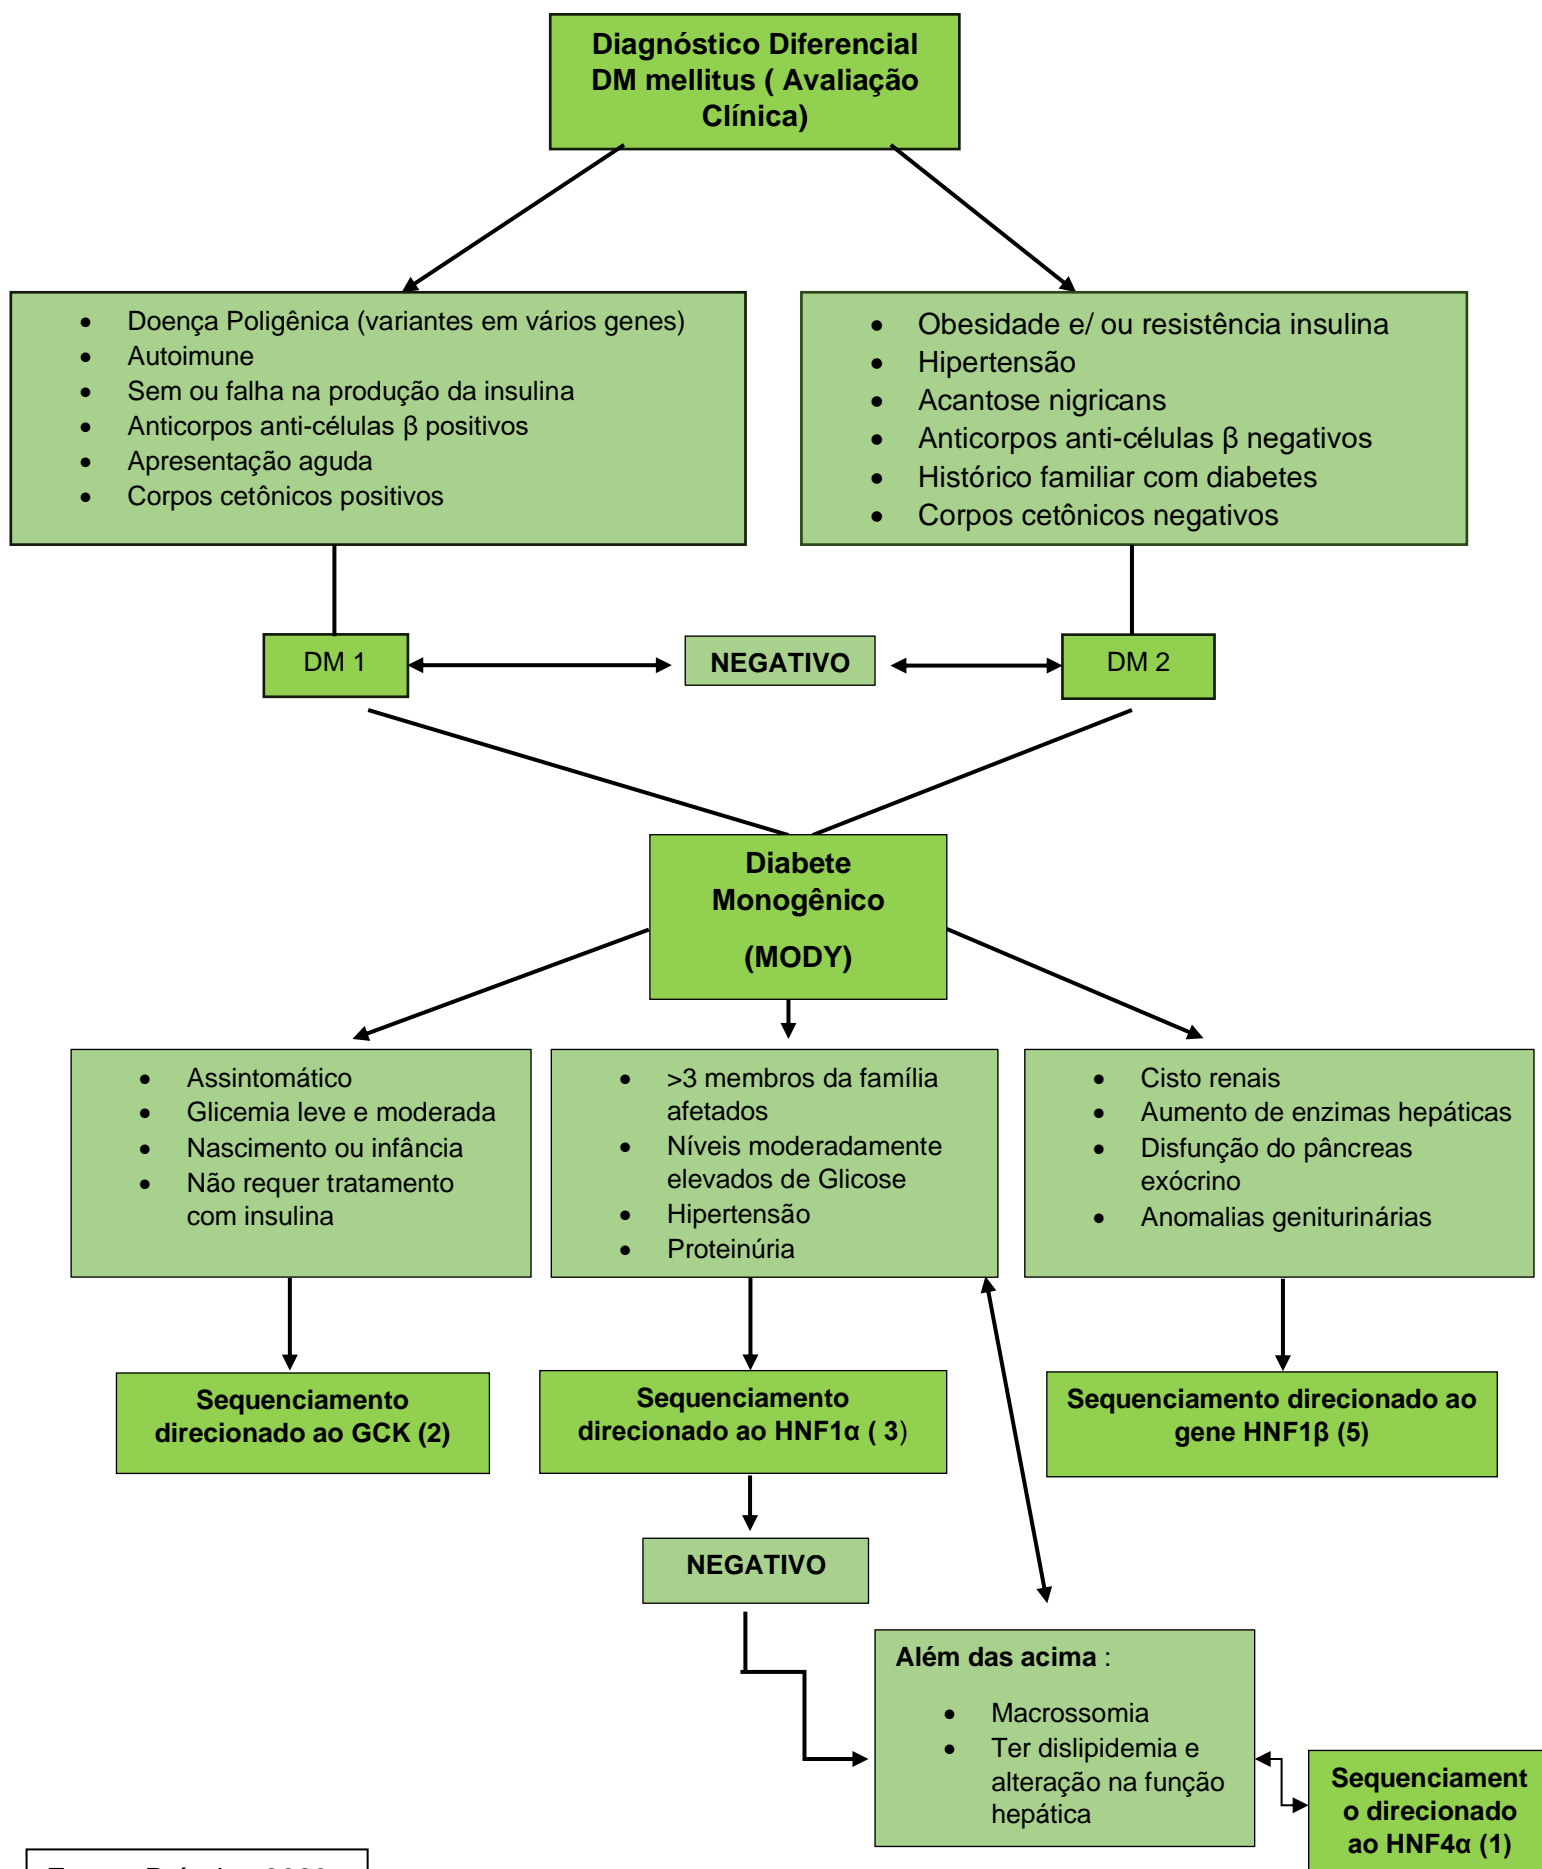 Diagnóstico Diferencial
DM mellitus ( Avaliação
Clínica)
• Doença Poligênica (variantes em vários genes)
• Autoimune
• Sem ou falha na produção da insulina
• Anticorpos anti-células β positivos
• Apresentação aguda
• Corpos cetônicos positivos
• Obesidade e/ ou resistência insulina
• Hipertensão
• Acantose nigricans
• Anticorpos anti-células β negativos
• Histórico familiar com diabetes
• Corpos cetônicos negativos
DM 1
NEGATIVO
DM 2
Diabete
Monogênico
(MODY)
• Assintomático
• Glicemia leve e moderada
• Nascimento ou infância
• Não requer tratamento
com insulina
• >3 membros da família
afetados
• Níveis moderadamente
elevados de Glicose
• Hipertensão
• Proteinúria
• Cisto renais
• Aumento de enzimas hepáticas
• Disfunção do pâncreas
exócrino
• Anomalias geniturinárias
Sequenciamento
direcionado ao GCK (2)
Sequenciamento
direcionado ao HNF1α ( 3)
Sequenciamento direcionado ao
gene HNF1β (5)
NEGATIVO
Além das acima :
• Macrossomia
• Ter dislipidemia e
alteração na função
hepática
Sequenciament
o direcionado
ao HNF4α (1)